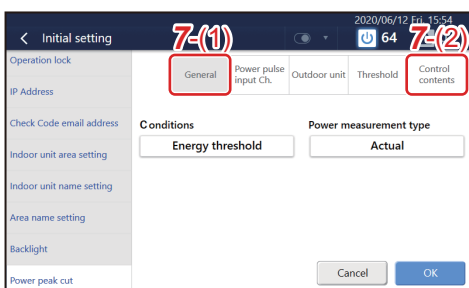 2020/06/12 Fri 15:54
Initial setting
7-(1)
64
7-(2)
Operation lock
IP Address
Check Code email address
Indoor unit area setting
Indoor unit name setting
Area name setting
Backlight
Power peak cut
General
Power pulse
input Ch.
Outdoor unit
Threshold
Control
contents
Conditions
Power measurement type
Energy threshold
Actual
Cancel
OK